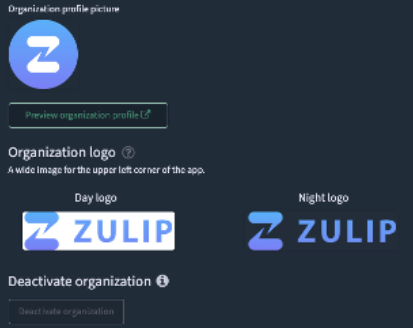 Organization profile picture
Preview organization profile
Organization logo
A wide image for the upper left corner of the app.
Day logo
Night logo
ZULIP
ZULIP
Deactivate organization
Deactivate organization